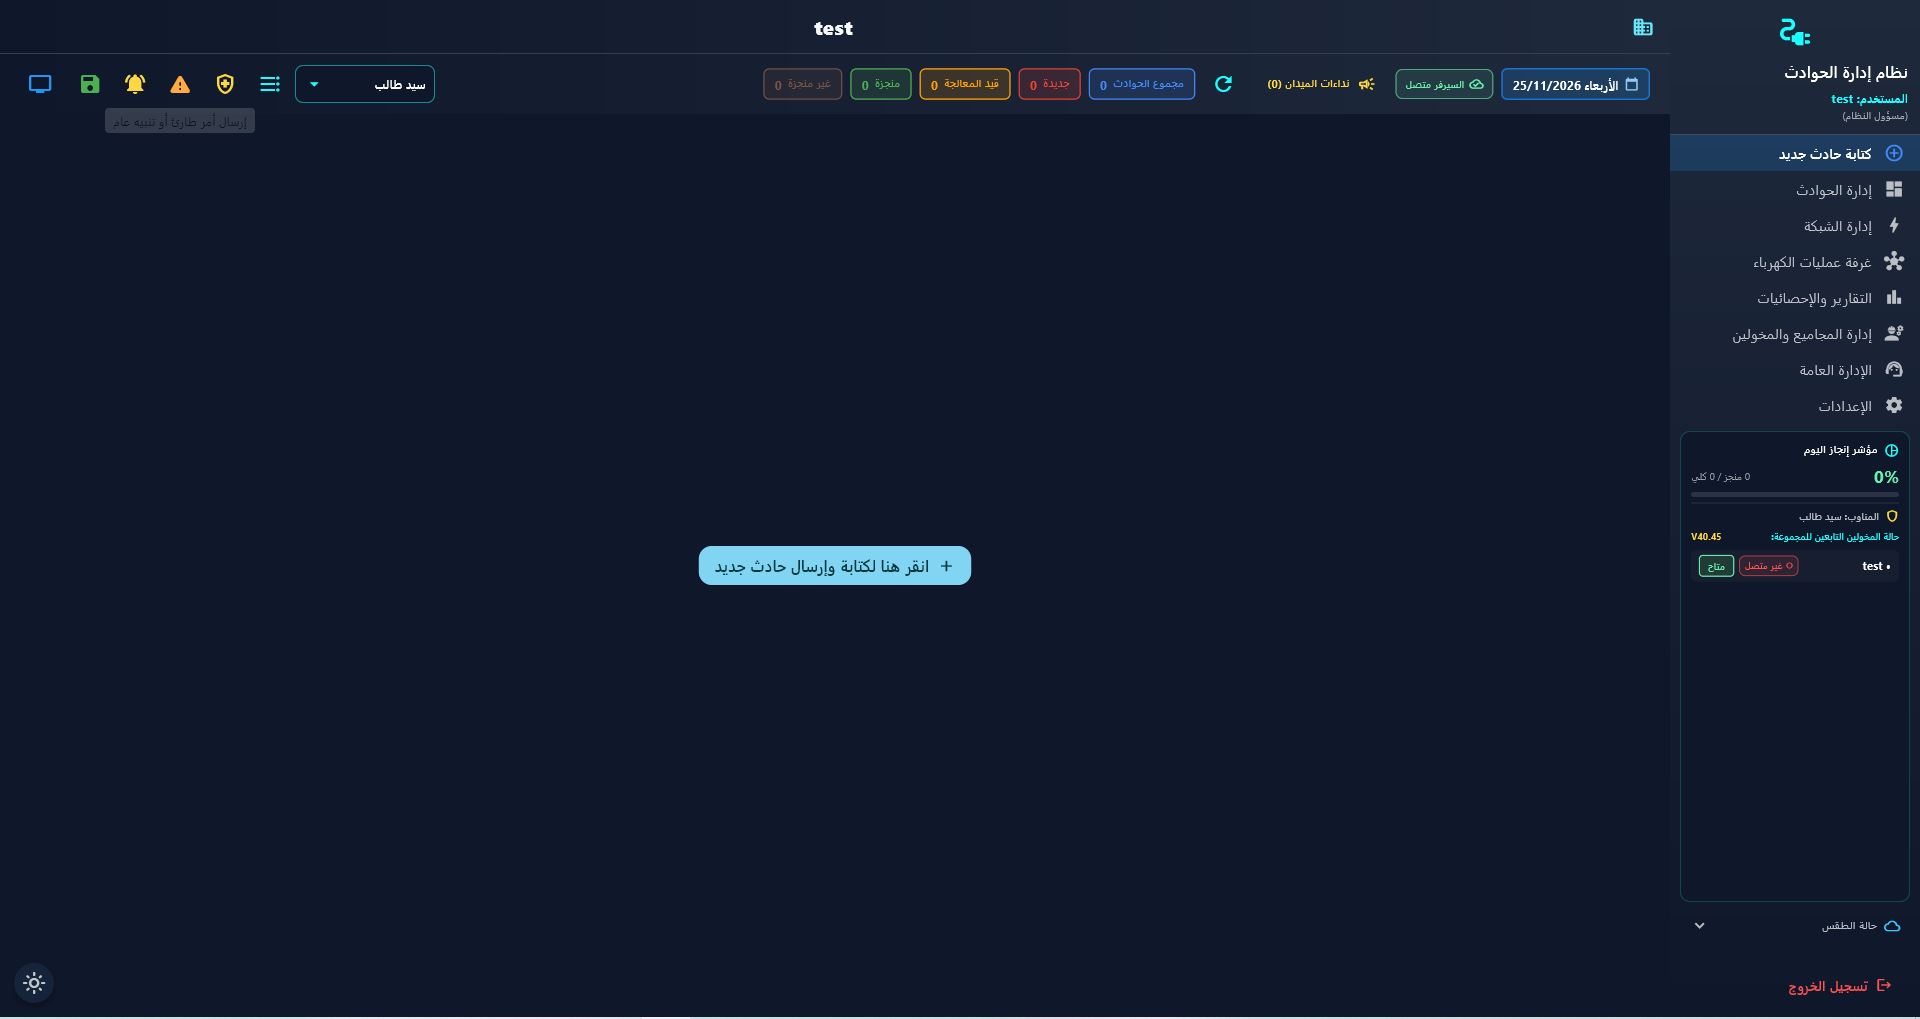 test
نظام إدارة الحوادث
المستخدم: test
(مسؤول النظام)
الأربعاء 25/11/2026
السيرفر متصل
نداءات الميدان (0)
مجموع الحوادث 0
جديدة 0
قيد المعالجة 0
منجزة 0
غير منجزة 0
سيد طالب
إرسال أمر طارئ أو تنبيه عام
كتابة حادث جديد
إدارة الحوادث
إدارة الشبكة
غرفة عمليات الكهرباء
التقارير والإحصائيات
إدارة المجاميع والمخولين
الإدارة العامة
الإعدادات
مؤشر إنجاز اليوم
0%
0 منجز / 0 كلي
المناوب: سيد طالب
حالة المخولين التابعين للمجموعة:
V40.45
• test
غير متصل
متاح
انقر هنا لكتابة وإرسال حادث جديد
حالة الطقس
تسجيل الخروج